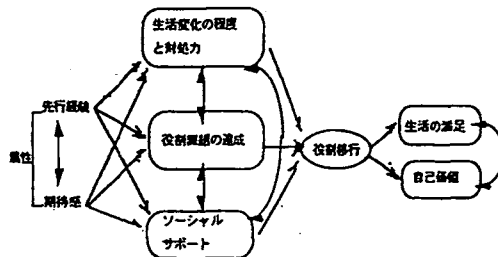 生活変化の程度
と対処力
先行経験
役割課題の達成
役割移行
生活の満足
属性
期待感
自己価値
ソーシャル
サポート